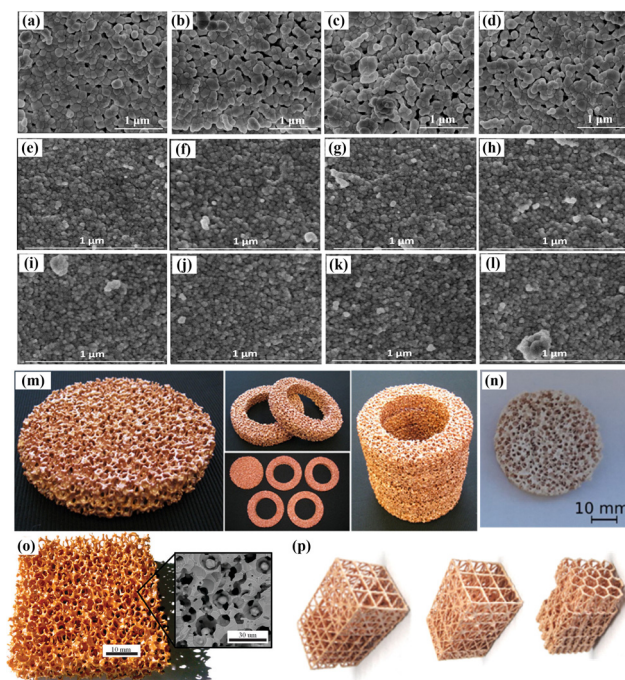 (a) (b) (c) (d)
1 µm 1 µm 1 µm 1 µm
(e) (f) (g) (h)
1 µm 1 µm 1 µm 1 µm
(i) (j) (k) (l)
1 µm 1 µm 1 µm 1 µm
(m) (n)
10 mm
(o) (p)
10 mm
30 um